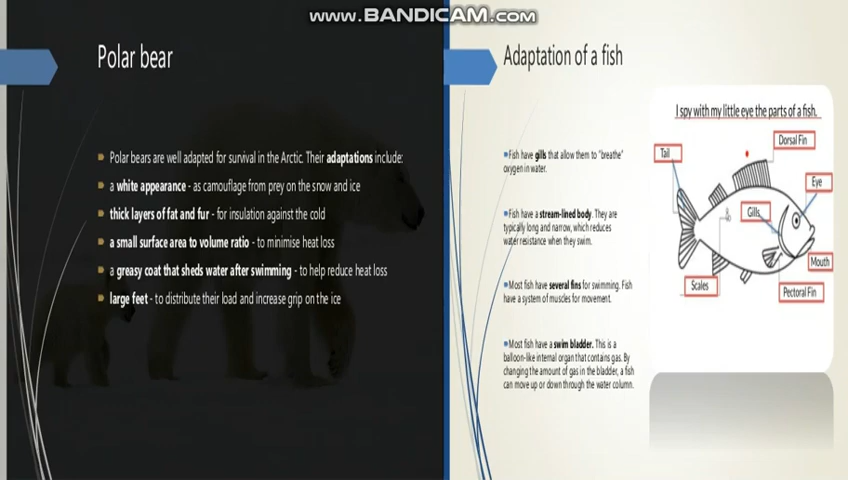 www.BANDICAM.com
Polar bear
Polar bears are well adapted for survival in the Arctic. Their adaptations include:
a white appearance - as camouflage from prey on the snow and ice
thick layers of fat and fur - for insulation against the cold
a small surface area to volume ratio - to minimise heat loss
a greasy coat that sheds water after swimming - to help reduce heat loss
large feet - to distribute their load and increase grip on the ice
Adaptation of a fish
Fish have gills that allow them to "breathe"
oxygen in water.
Fish have a stream-lined body. They are
typically long and narrow, which reduces
water resistance when they swim.
Most fish have several fins for swimming. Fish
have a system of muscles for movement.
Most fish have a swim bladder. This is a
balloon-like internal organ that contains gas. By
changing the amount of gas in the bladder, a fish
can move up or down through the water column.
I spy with my little eye the parts of a fish.
Dorsal Fin
Tail
Eye
Gills
Mouth
Scales
Pectoral Fin